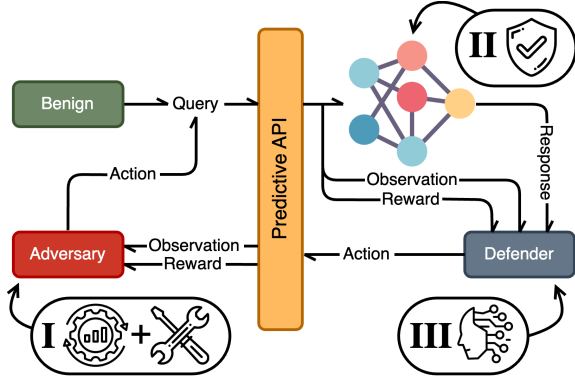 II
Benign
Query
Predictive API
Response
Action
Observation
Reward
Adversary
Observation
Reward
Action
Defender
I
+
III